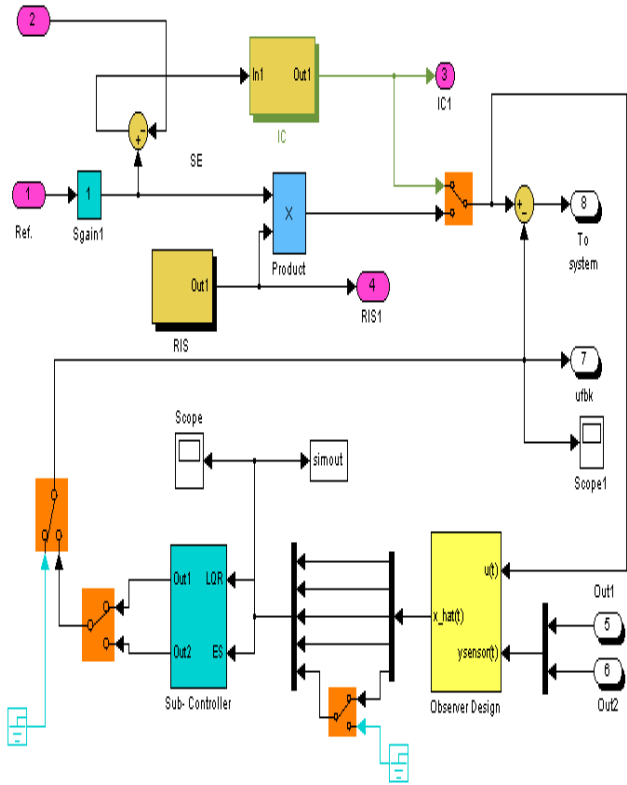 2
In1
Out1
3
IC1
IC
+
-
SE
1
Ref.
1
Sgain1
X
Product
+
-
8
To
system
Out1
RIS
4
RIS1
7
ufbk
Scope
simout
Scope1
Out1
LQR
Out2
ES
Sub- Controller
u(t)
x_hat(t)
ysensor(t)
Observer Design
Out1
5
6
Out2